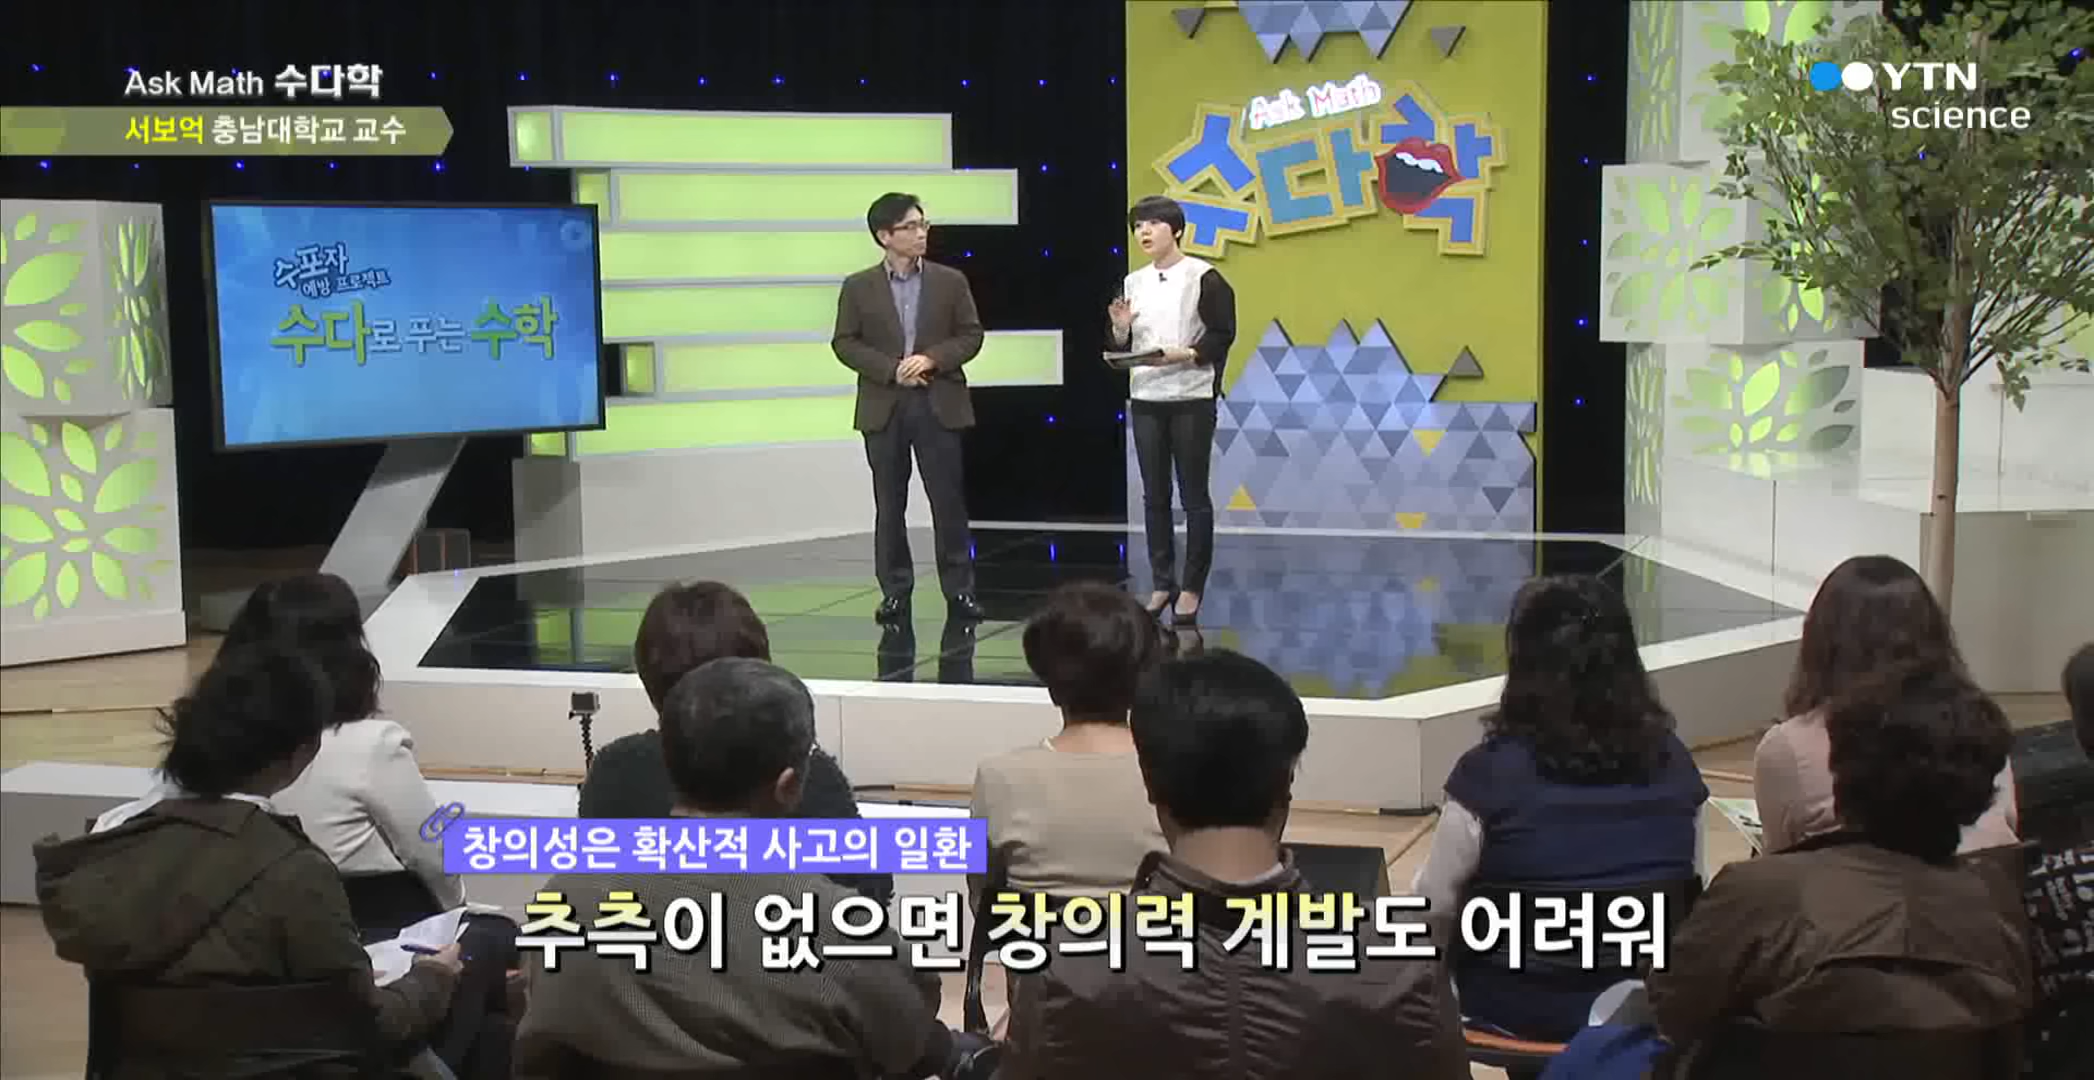 Ask Math 수다학
서보억 충남대학교 교수
YTN
science
Ask Math
수다학
수포자
예방 프로젝트
수다로 푸는 수학
창의성은 확산적 사고의 일환
추측이 없으면 창의력 계발도 어려워